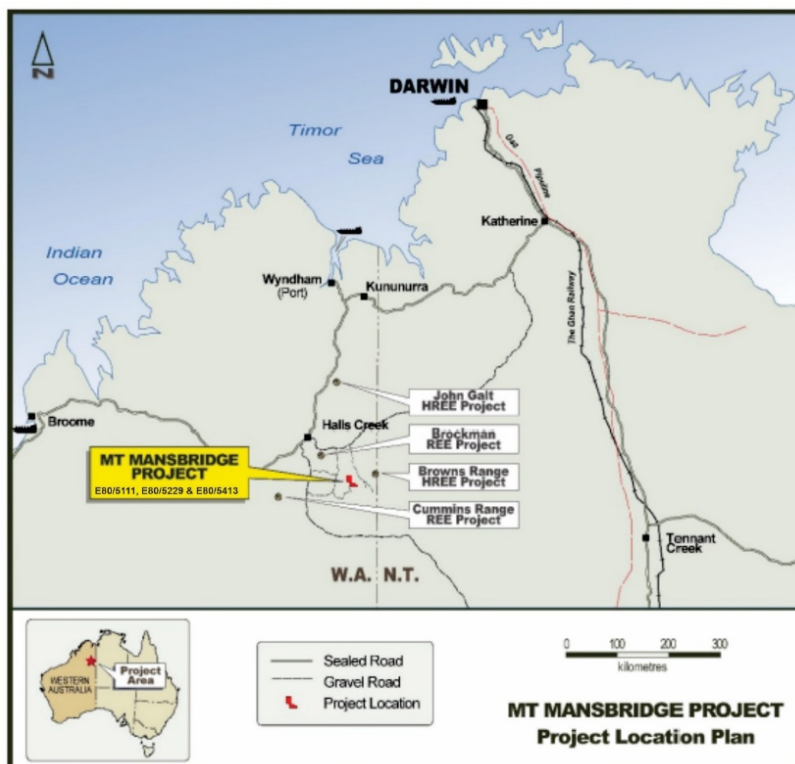 N
DARWIN
Timor
Sea
Gas
Pipeline
Katherine
Indian
Ocean
Wyndham
(Port)
Kununurra
The Ghan Railway
John Galt
HREE Project
Broome
Halls Creek
Brockman
REE Project
MT MANSBRIDGE
PROJECT
E80/5111, E80/5229 & E80/5413
Browns Range
HREE Project
Cummins Range
REE Project
Tennant
Creek
W.A. N.T.
WESTERN
AUSTRALIA
Project
Area
Sealed Road
Gravel Road
Project Location
0 100 200 300
kilometres
MT MANSBRIDGE PROJECT
Project Location Plan